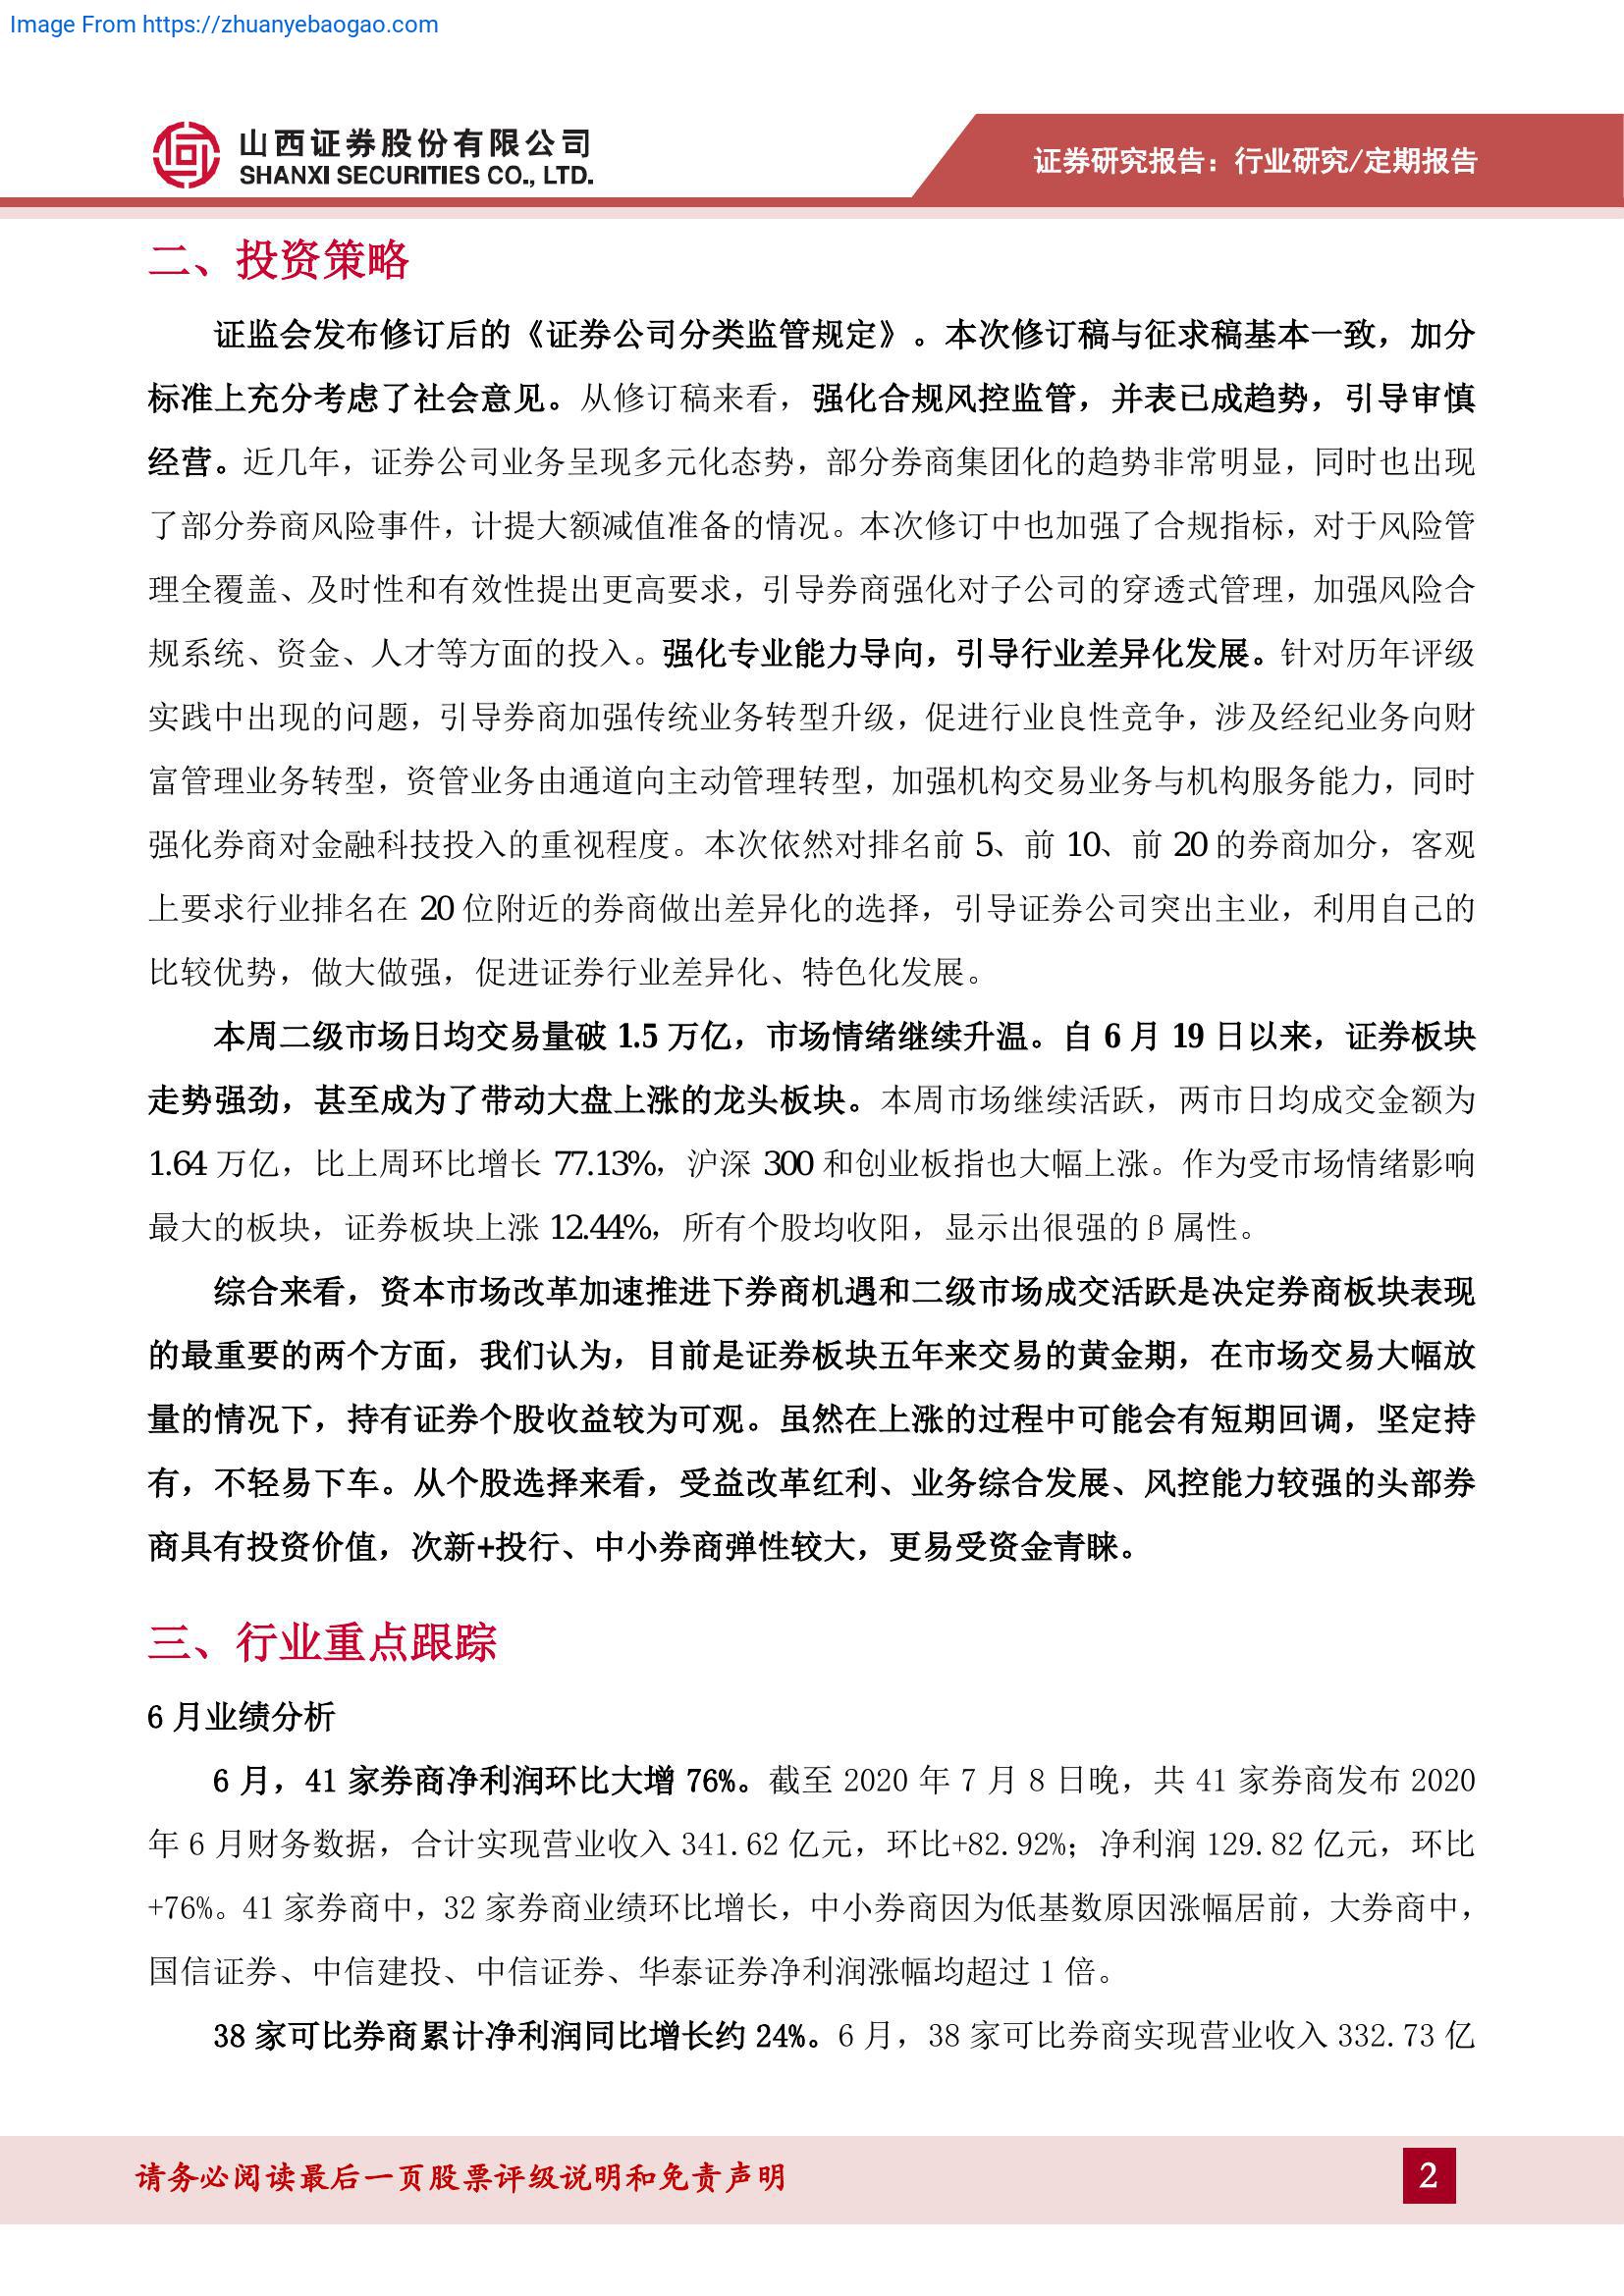 Image From https://zhuanyebaogao.com
山西证券股份有限公司
SHANXI SECURITIES CO., LTD.
证券研究报告：行业研究/定期报告
二、投资策略
证监会发布修订后的《证券公司分类监管规定》。本次修订稿与征求稿基本一致，加分
标准上充分考虑了社会意见。从修订稿来看，强化合规风控监管，并表已成趋势，引导审慎
经营。近几年，证券公司业务呈现多元化态势，部分券商集团化的趋势非常明显，同时也出现
了部分券商风险事件，计提大额减值准备的情况。本次修订中也加强了合规指标，对于风险管
理全覆盖、及时性和有效性提出更高要求，引导券商强化对子公司的穿透式管理，加强风险合
规系统、资金、人才等方面的投入。强化专业能力导向，引导行业差异化发展。针对历年评级
实践中出现的问题，引导券商加强传统业务转型升级，促进行业良性竞争，涉及经纪业务向财
富管理业务转型，资管业务由通道向主动管理转型，加强机构交易业务与机构服务能力，同时
强化券商对金融科技投入的重视程度。本次依然对排名前 5、前 10、前 20 的券商加分，客观
上要求行业排名在 20 位附近的券商做出差异化的选择，引导证券公司突出主业，利用自己的
比较优势，做大做强，促进证券行业差异化、特色化发展。
本周二级市场日均交易量破 1.5 万亿，市场情绪继续升温。自 6 月 19 日以来，证券板块
走势强劲，甚至成为了带动大盘上涨的龙头板块。本周市场继续活跃，两市日均成交金额为
1.64 万亿，比上周环比增长 77.13%，沪深 300 和创业板指也大幅上涨。作为受市场情绪影响
最大的板块，证券板块上涨 12.44%，所有个股均收阳，显示出很强的 β 属性。
综合来看，资本市场改革加速推进下券商机遇和二级市场成交活跃是决定券商板块表现
的最重要的两个方面，我们认为，目前是证券板块五年来交易的黄金期，在市场交易大幅放
量的情况下，持有证券个股收益较为可观。虽然在上涨的过程中可能会有短期回调，坚定持
有，不轻易下车。从个股选择来看，受益改革红利、业务综合发展、风控能力较强的头部券
商具有投资价值，次新+投行、中小券商弹性较大，更易受资金青睐。
三、行业重点跟踪
6 月业绩分析
6 月，41 家券商净利润环比大增 76%。截至 2020 年 7 月 8 日晚，共 41 家券商发布 2020
年 6 月财务数据，合计实现营业收入 341.62 亿元，环比+82.92%；净利润 129.82 亿元，环比
+76%。41 家券商中，32 家券商业绩环比增长，中小券商因为低基数原因涨幅居前，大券商中，
国信证券、中信建投、中信证券、华泰证券净利润涨幅均超过 1 倍。
38 家可比券商累计净利润同比增长约 24%。6 月，38 家可比券商实现营业收入 332.73 亿
请务必阅读最后一页股票评级说明和免责声明
2